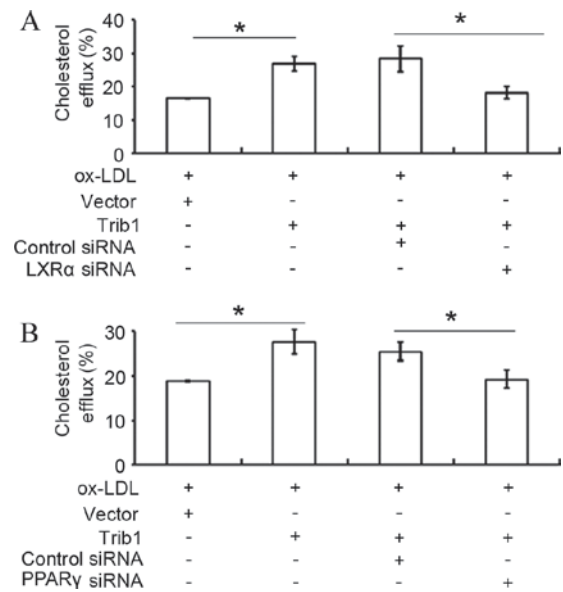 A
Cholesterol
efflux (%)
40
30
20
10
0
*
*
ox-LDL + + + +
Vector + - - -
Trib1 - + + +
Control siRNA - - + -
LXRα siRNA - - - +
B
Cholesterol
efflux (%)
30
20
10
0
*
*
ox-LDL + + + +
Vector + - - -
Trib1 - + + +
Control siRNA - - + -
PPARγ siRNA - - - +